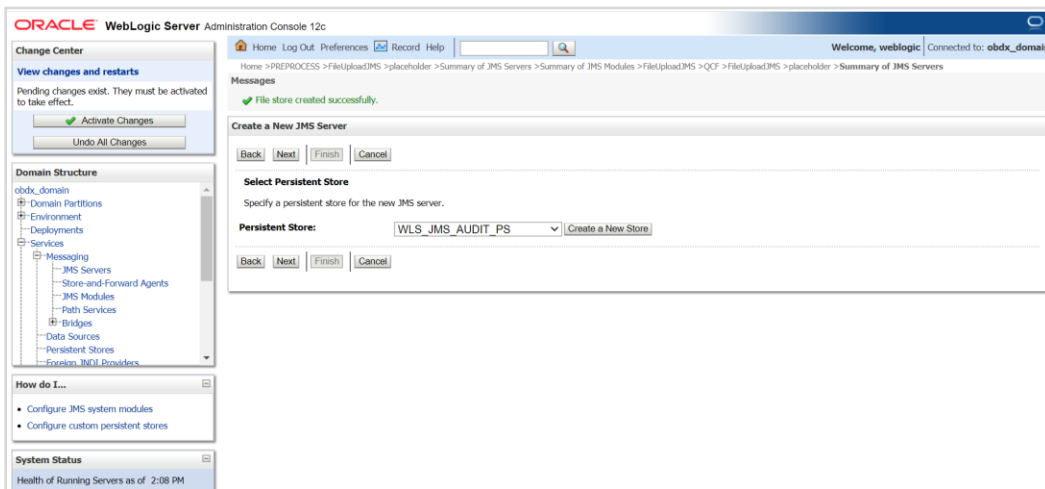 ORACLE WebLogic Server Administration Console 12c
Change Center
View changes and restarts
Pending changes exist. They must be activated
to take effect.
Activate Changes
Undo All Changes
Domain Structure
obdx_domain
Domain Partitions
Environment
Deployments
Services
Messaging
JMS Servers
Store-and-Forward Agents
JMS Modules
Path Services
Bridges
Data Sources
Persistent Stores
Foreign JNDI Providers
How do I...
Configure JMS system modules
Configure custom persistent stores
System Status
Health of Running Servers as of 2:08 PM
Home Log Out Preferences Record Help
Welcome, weblogic Connected to: obdx_domai
Home >PREPROCESS >FileUploadJMS >placeholder >Summary of JMS Servers >Summary of JMS Modules >FileUploadJMS >QCF >FileUploadJMS >placeholder >Summary of JMS Servers
Messages
File store created successfully.
Create a New JMS Server
Back Next Finish Cancel
Select Persistent Store
Specify a persistent store for the new JMS server.
Persistent Store: WLS_JMS_AUDIT_PS Create a New Store
Back Next Finish Cancel